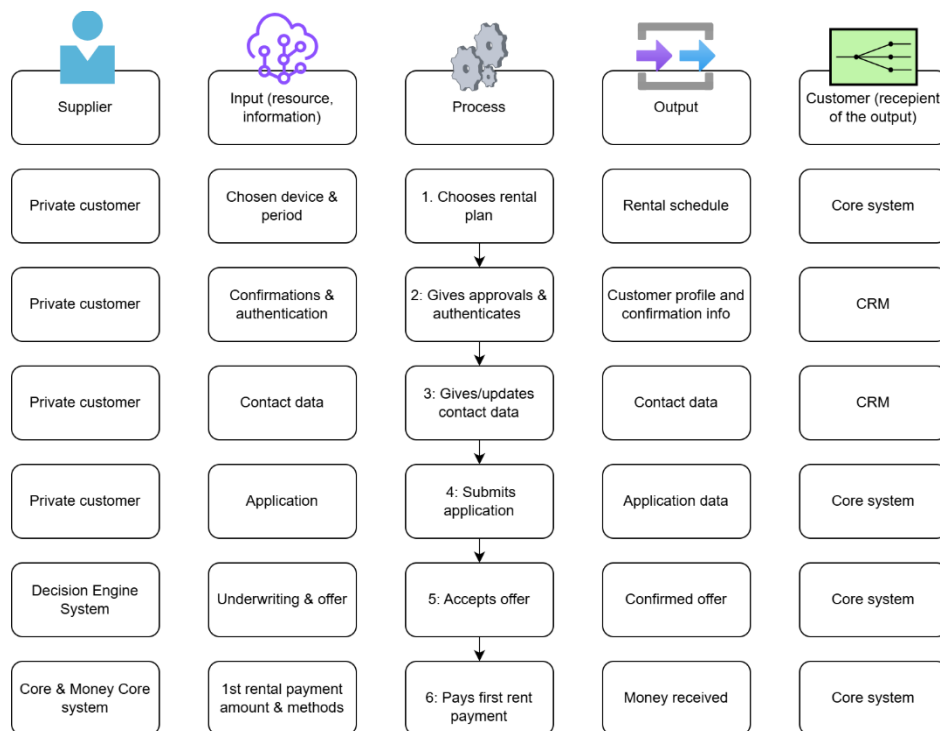 Supplier
Input (resource,
information)
Process
Output
Customer (recepient
of the output)
Private customer
Chosen device &
period
1. Chooses rental
plan
Rental schedule
Core system
Private customer
Confirmations &
authentication
2: Gives approvals &
authenticates
Customer profile and
confirmation info
CRM
Private customer
Contact data
3: Gives/updates
contact data
Contact data
CRM
Private customer
Application
4: Submits
application
Application data
Core system
Decision Engine
System
Underwriting & offer
5: Accepts offer
Confirmed offer
Core system
Core & Money Core
system
1st rental payment
amount & methods
6: Pays first rent
payment
Money received
Core system